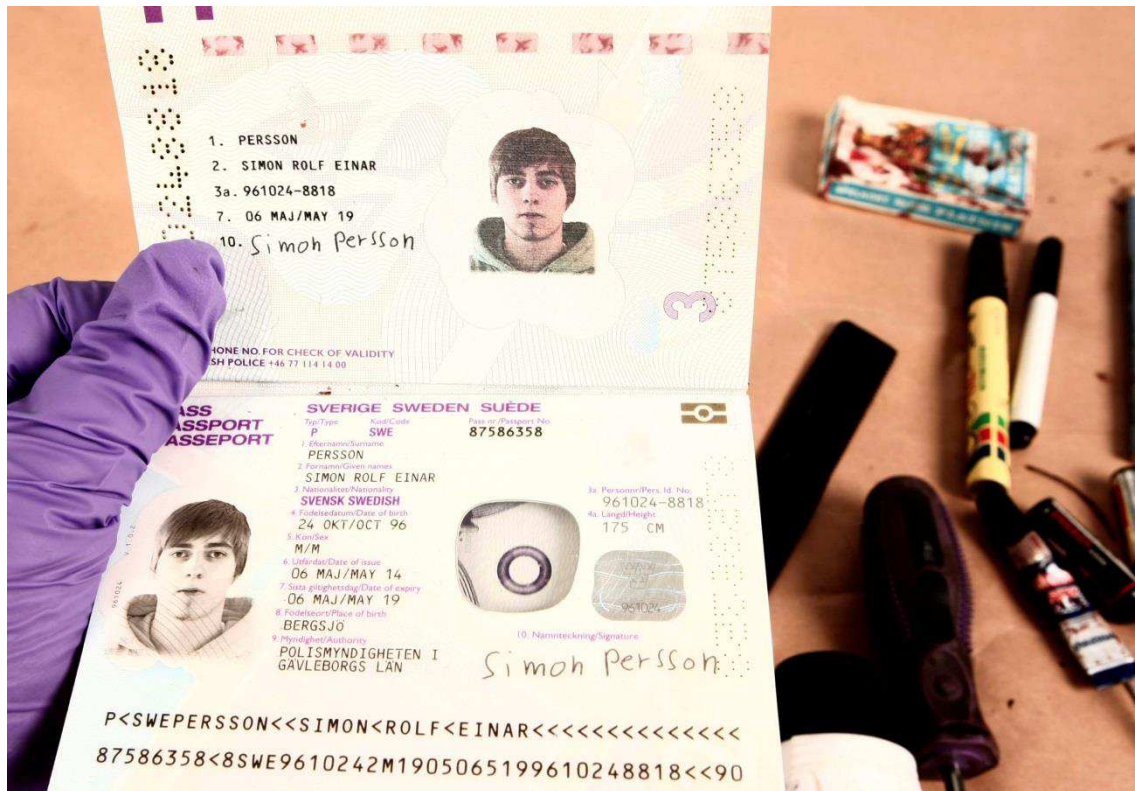 1. PERSSON
2. SIMON ROLF EINAR
3a. 961024-8818
7. 06 MAJ/MAY 19
10. Simon Persson
HONE NO. FOR CHECK OF VALIDITY
SH POLICE +46 77 114 14 00
ASS
ASSPORT
ASSEPORT
SVERIGE SWEDEN SUÈDE
Typ/Type Kod/Code Pass nr/Passport No.
P SWE 87586358
1. Efternamn/Surname
PERSSON
2. Förnamn/Given names
SIMON ROLF EINAR
3. Nationalitet/Nationality
SVENSK SWEDISH
4. Födelsedatum/Date of birth
24 OKT/OCT 96
5. Kön/Sex
M/M
6. Utfärdat/Date of issue
06 MAJ/MAY 14
7. Sista giltighetsdag/Date of expiry
06 MAJ/MAY 19
8. Födelseort/Place of birth
BERGSJÖ
9. Myndighet/Authority
POLISMYNDIGHETEN I
GÄVLEBORGS LÄN
3a. Personnr/Pers. Id. No.
961024-8818
4a. Längd/Height
175 CM
961024
961024
10. Namnteckning/Signature
Simon Persson
P<SWEPERSSON<<SIMON<ROLF<EINAR<<<<<<<<<<<<<<
87586358<8SWE9610242M1905065199610248818<<90